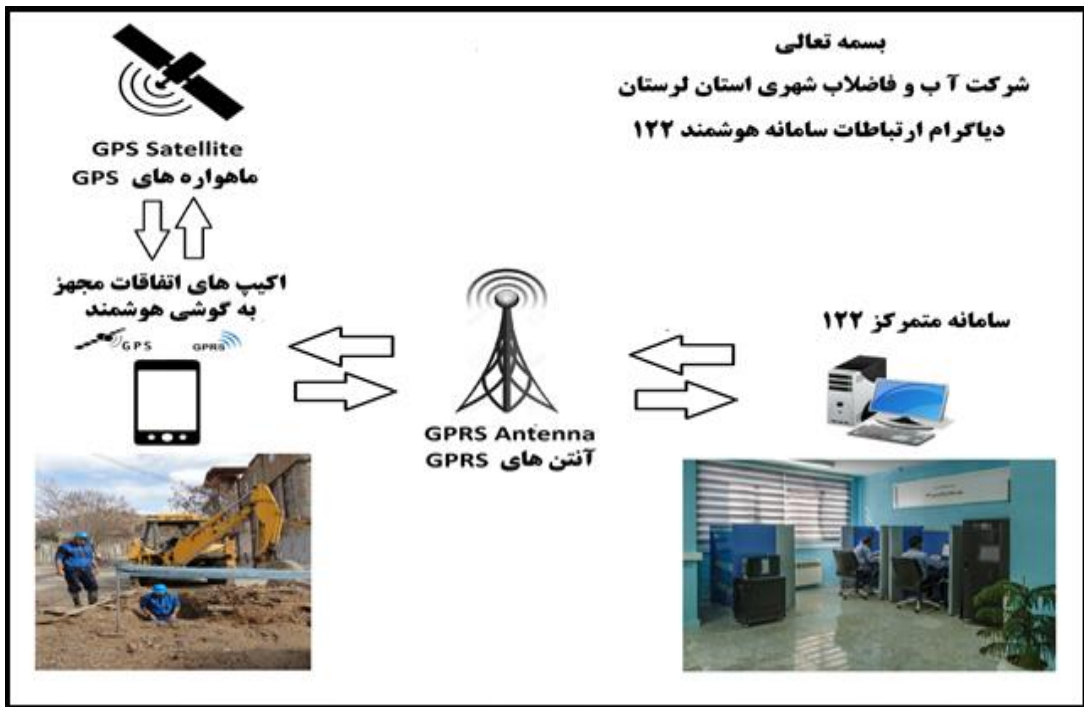 بسمه تعالی
شرکت آ ب و فاضلاب شهری استان لرستان
دیاگرام ارتباطات سامانه هوشمند ۱۲۲
GPS Satellite
ماهواره های GPS
اکیپ های اتفاقات مجهز
به گوشی هوشمند
GPS
GPRS
سامانه متمرکز ۱۲۲
GPRS Antenna
آنتن های GPRS